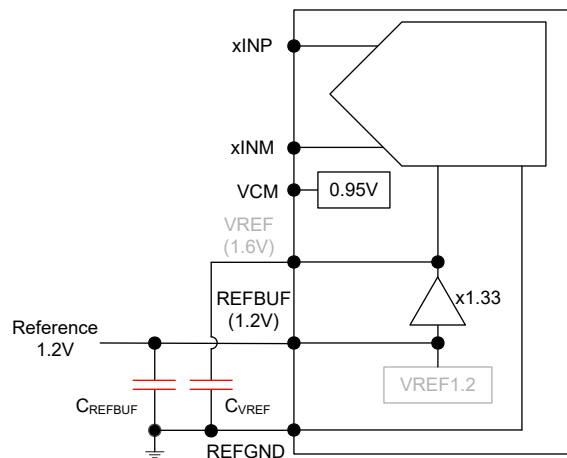 xINP
xINM
VCM
0.95V
VREF
(1.6V)
REFBUF
(1.2V)
x1.33
Reference
1.2V
VREF1.2
CREFBUF
CVREF
REFGND